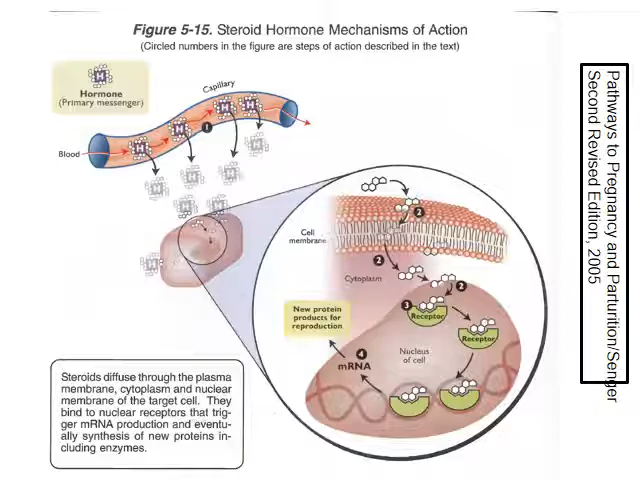 Figure 5-15. Steroid Hormone Mechanisms of Action
(Circled numbers in the figure are steps of action described in the text)
H
Hormone
(Primary messenger)
Capillary
H
H
H
H
1
Blood
H
H
H
H
H
H
H
H
2
Cell
membrane
2
Cytoplasm
2
3
Receptor
Receptor
New protein
products for
reproduction
4
mRNA
Nucleus
of cell
Steroids diffuse through the plasma
membrane, cytoplasm and nuclear
membrane of the target cell. They
bind to nuclear receptors that trig-
ger mRNA production and eventu-
ally synthesis of new proteins in-
cluding enzymes.
Pathways to Pregnancy and Parturition/Senger
Second Revised Edition, 2005